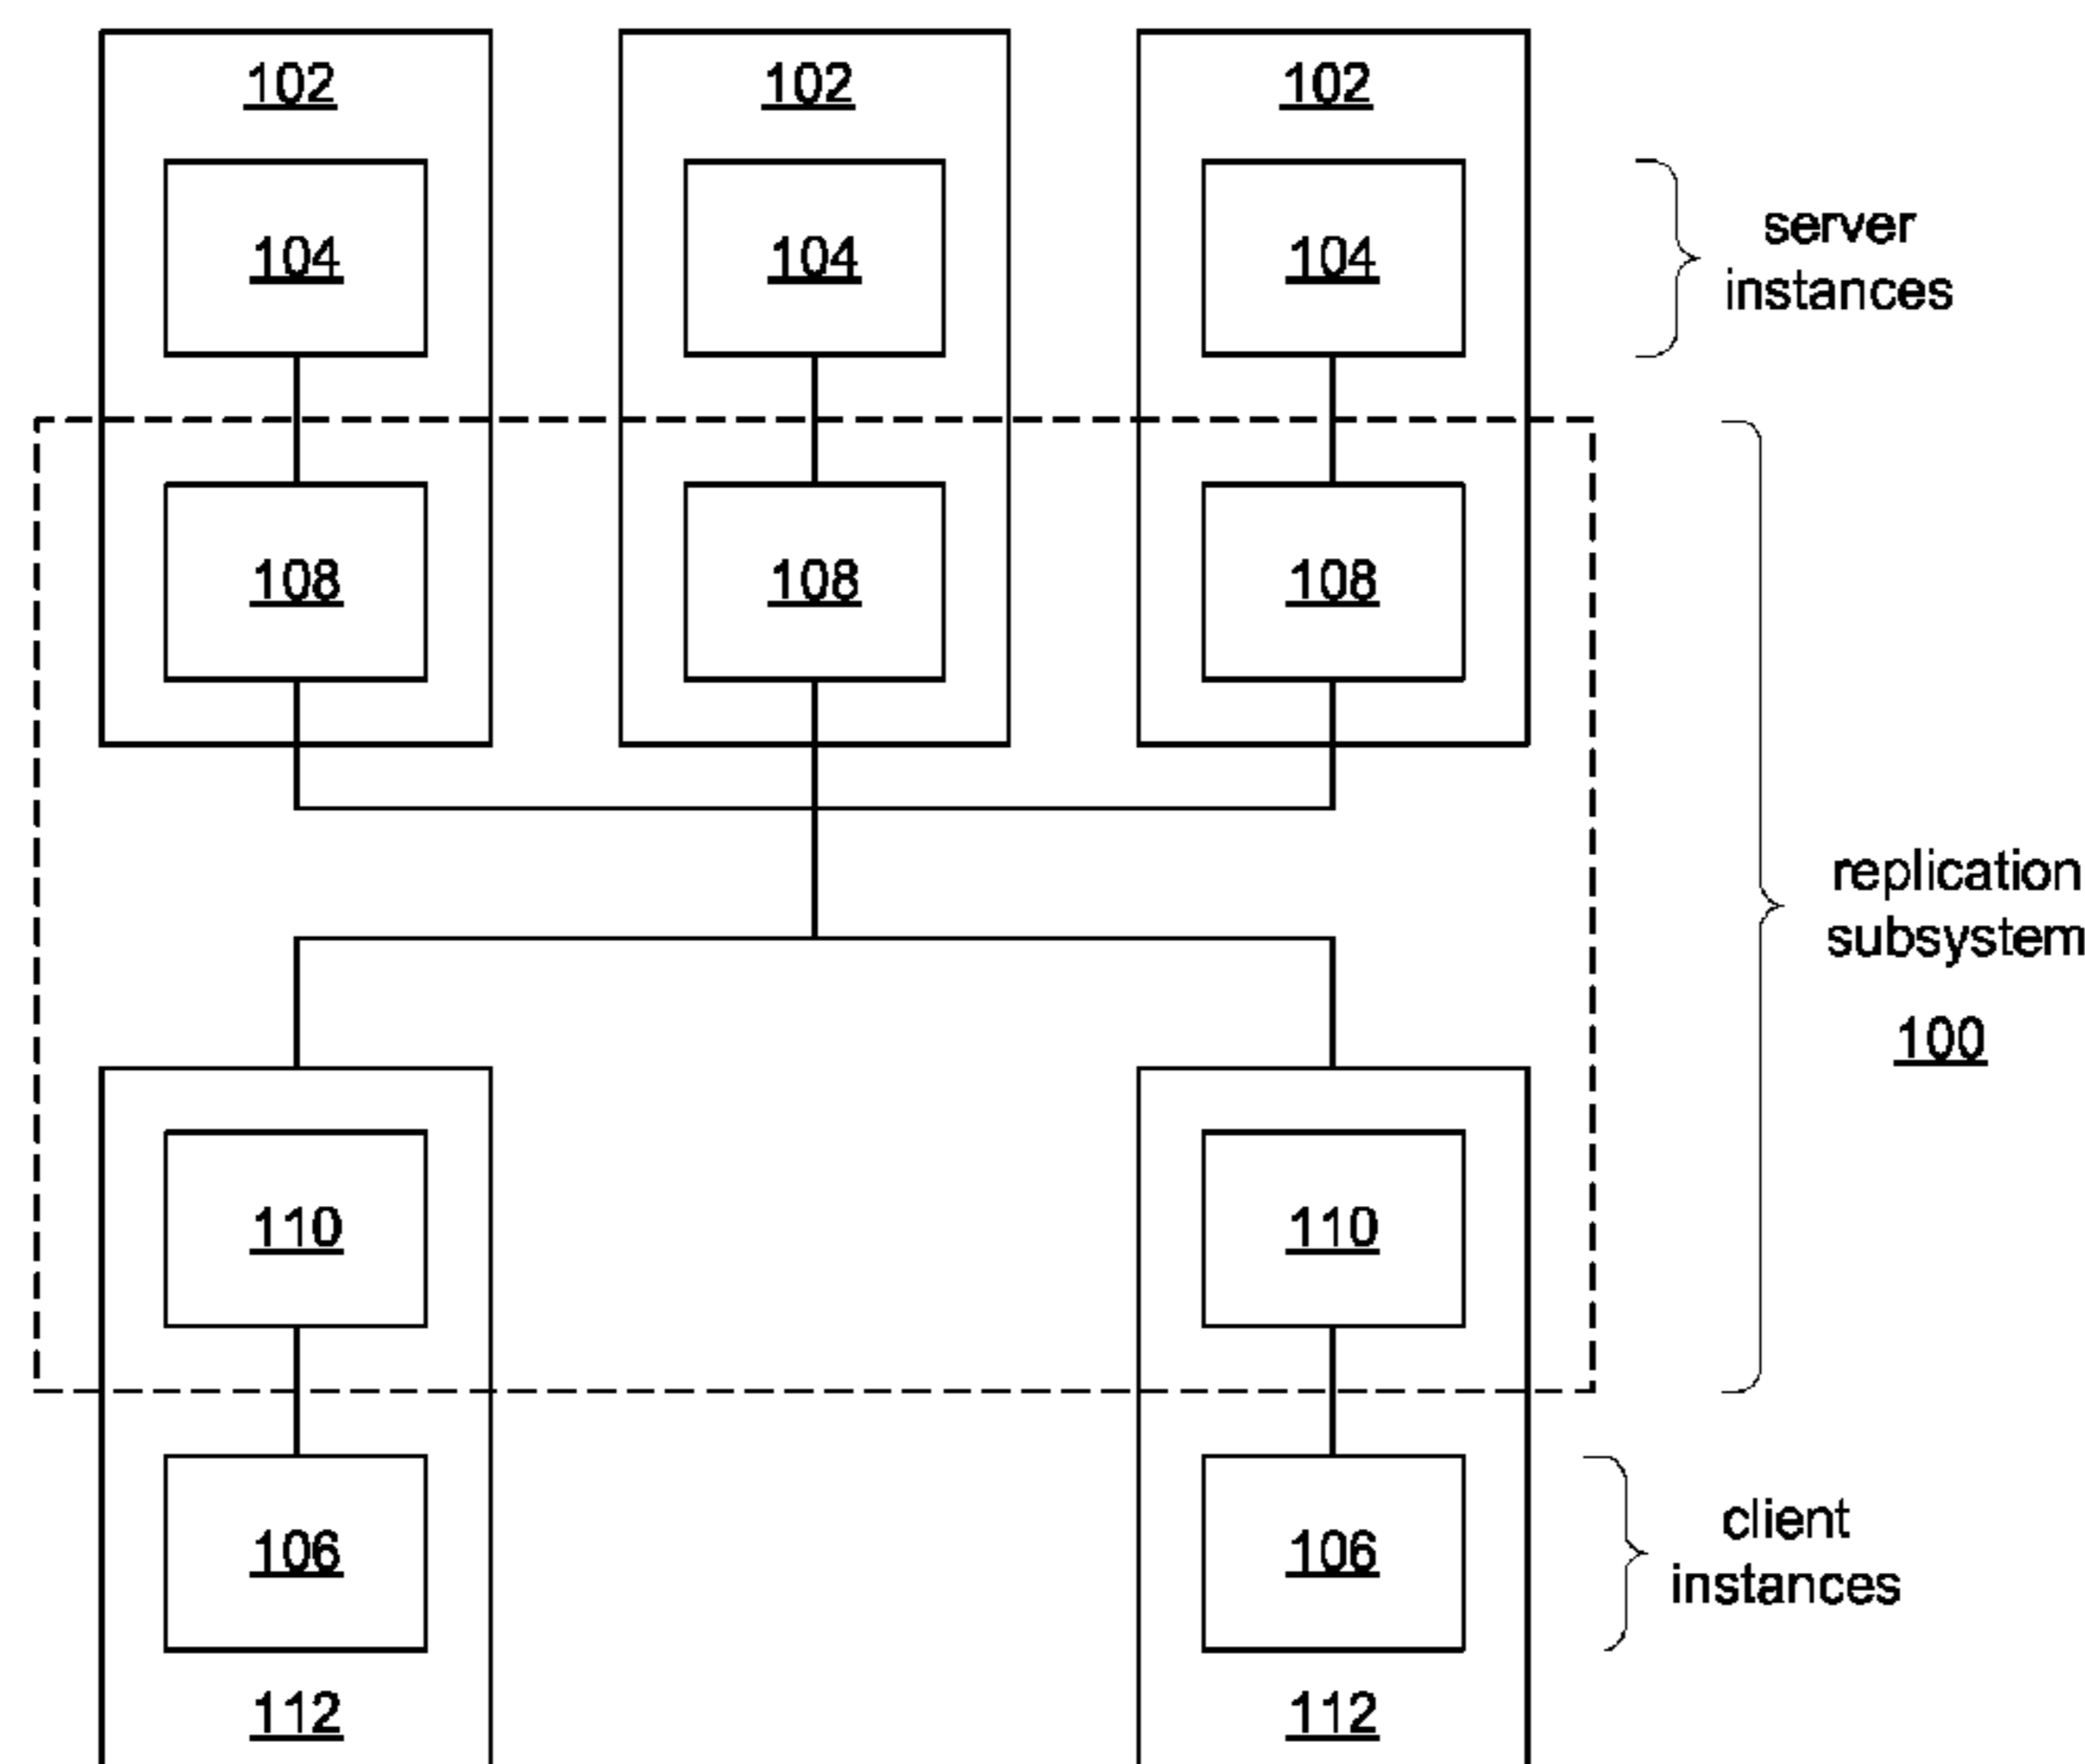 102 102 102
104 104 104
server
instances
108 108 108
replication
subsystem
100
110 110
106 106
client
instances
112 112